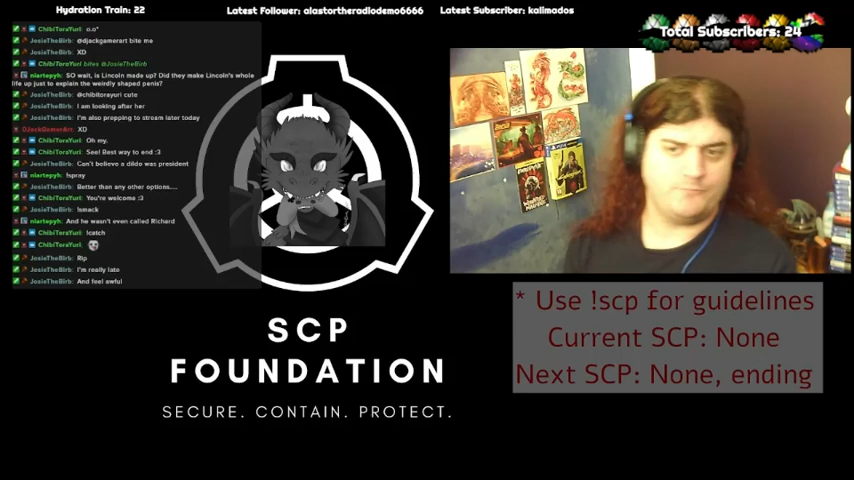 Hydration Train: 22
Latest Follower: alastortheradiodemo6666
Latest Subscriber: kalimados
Total Subscribers: 24
ChibiToraYuri: o.o"
JosieTheBirb: @djackgamerart bite me
JosieTheBirb: XD
ChibiToraYuri bites @JosieTheBirb
nlartepyh: SO wait, is Lincoln made up? Did they make Lincoln's whole
life up just to explain the weirdly shaped penis?
JosieTheBirb: @chibitorayuri cute
JosieTheBirb: I am looking after her
JosieTheBirb: I'm also prepping to stream later today
DJackGamerArt: XD
ChibiToraYuri: Oh my.
ChibiToraYuri: See! Best way to end :3
JosieTheBirb: Can't believe a dildo was president
nlartepyh: !spray
JosieTheBirb: Better than any other options....
ChibiToraYuri: You're welcome :3
JosieTheBirb: !smack
nlartepyh: And he wasn't even called Richard
ChibiToraYuri: !catch
ChibiToraYuri:
JosieTheBirb: Rip
JosieTheBirb: I'm really late
JosieTheBirb: And feel awful
SCP
FOUNDATION
SECURE. CONTAIN. PROTECT.
* Use !scp for guidelines
Current SCP: None
Next SCP: None, ending